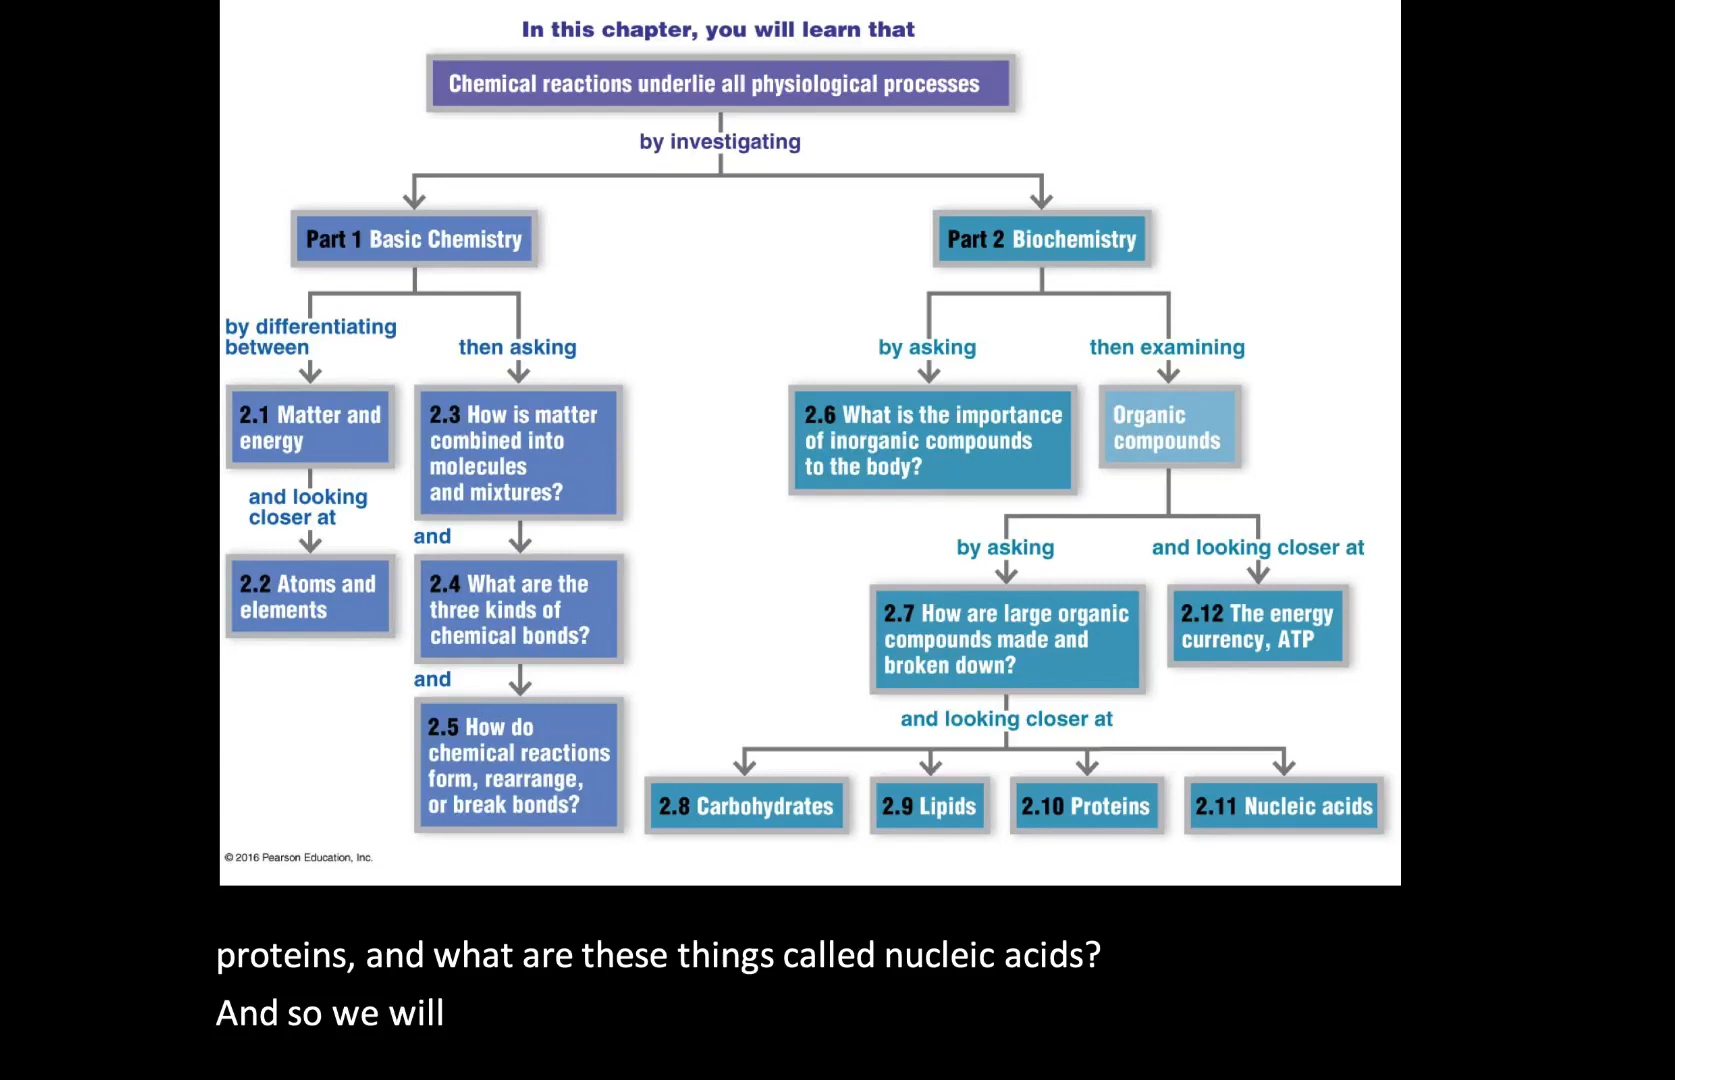 In this chapter, you will learn that
Chemical reactions underlie all physiological processes
by investigating
Part 1 Basic Chemistry
by differentiating
between
2.1 Matter and
energy
and looking
closer at
2.2 Atoms and
elements
then asking
2.3 How is matter
combined into
molecules
and mixtures?
and
2.4 What are the
three kinds of
chemical bonds?
and
2.5 How do
chemical reactions
form, rearrange,
or break bonds?
Part 2 Biochemistry
by asking
2.6 What is the importance
of inorganic compounds
to the body?
then examining
Organic
compounds
by asking
2.7 How are large organic
compounds made and
broken down?
and looking closer at
2.8 Carbohydrates
2.9 Lipids
2.10 Proteins
2.11 Nucleic acids
and looking closer at
2.12 The energy
currency, ATP
© 2016 Pearson Education, Inc.
proteins, and what are these things called nucleic acids?
And so we will